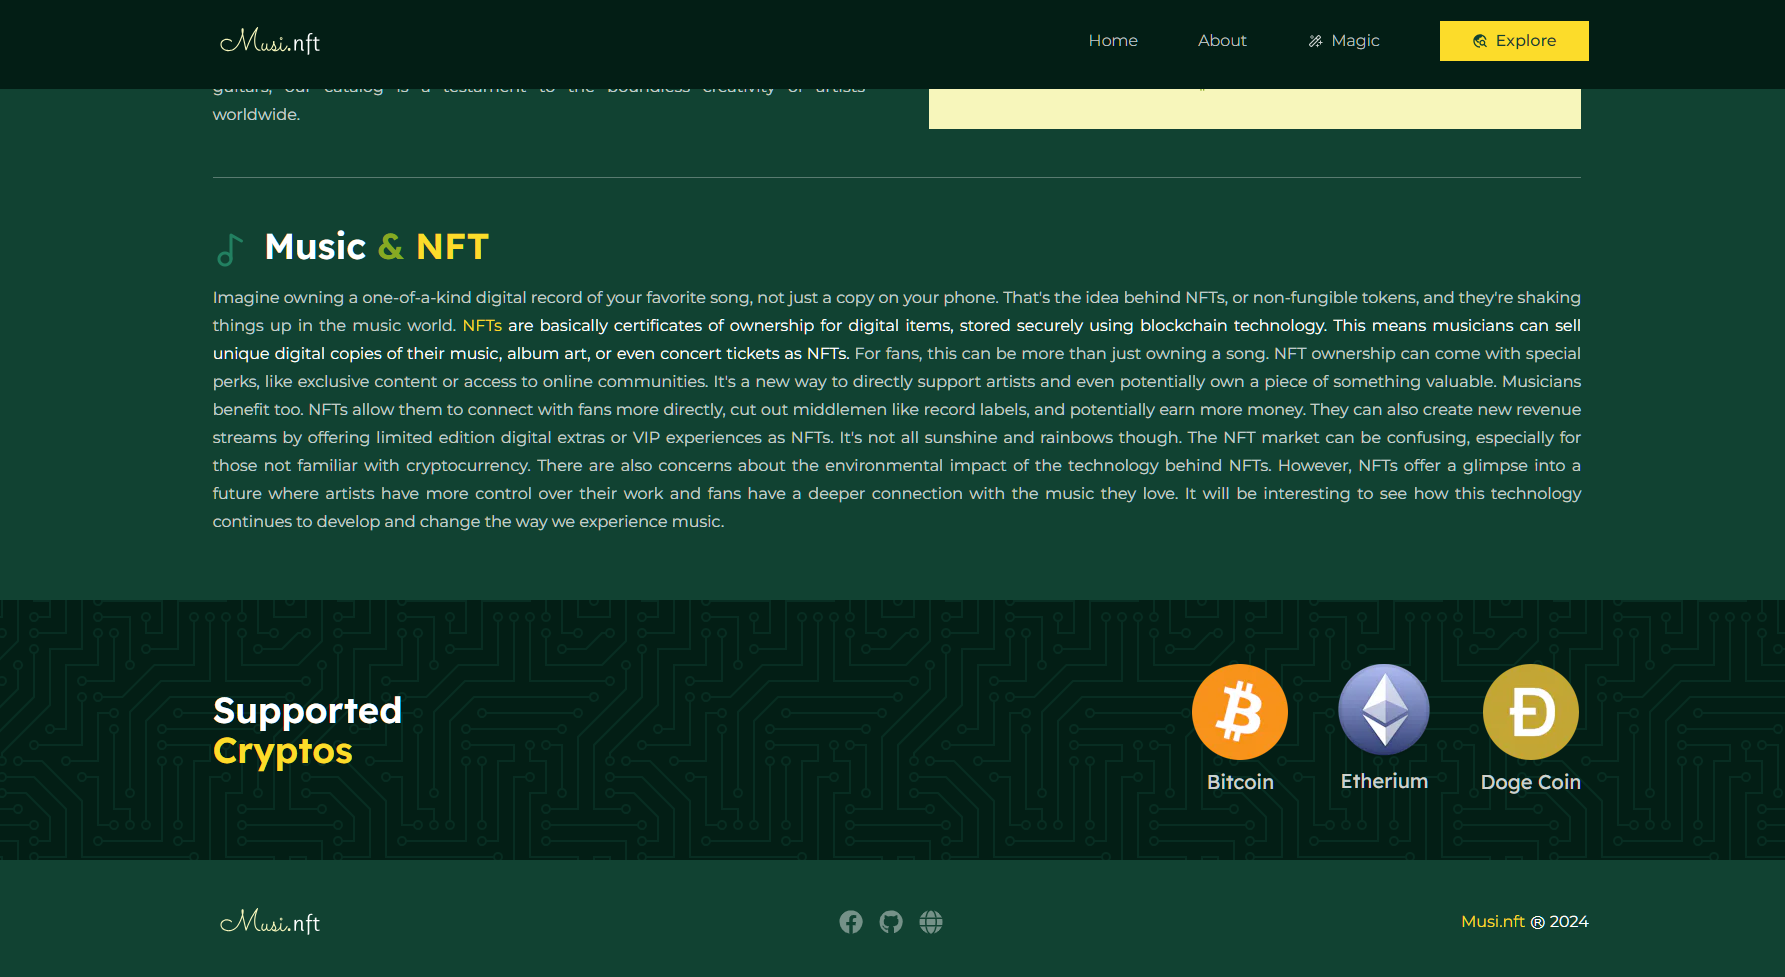 Musi.nft
Home
About
Magic
Explore
guitars, our catalog is a testament to the boundless creativity of artists
worldwide.
Music & NFT
Imagine owning a one-of-a-kind digital record of your favorite song, not just a copy on your phone. That's the idea behind NFTs, or non-fungible tokens, and they're shaking
things up in the music world. NFTs are basically certificates of ownership for digital items, stored securely using blockchain technology. This means musicians can sell
unique digital copies of their music, album art, or even concert tickets as NFTs. For fans, this can be more than just owning a song. NFT ownership can come with special
perks, like exclusive content or access to online communities. It's a new way to directly support artists and even potentially own a piece of something valuable. Musicians
benefit too. NFTs allow them to connect with fans more directly, cut out middlemen like record labels, and potentially earn more money. They can also create new revenue
streams by offering limited edition digital extras or VIP experiences as NFTs. It's not all sunshine and rainbows though. The NFT market can be confusing, especially for
those not familiar with cryptocurrency. There are also concerns about the environmental impact of the technology behind NFTs. However, NFTs offer a glimpse into a
future where artists have more control over their work and fans have a deeper connection with the music they love. It will be interesting to see how this technology
continues to develop and change the way we experience music.
Supported
Cryptos
Bitcoin
Etherium
Doge Coin
Musi.nft
Musi.nft ® 2024